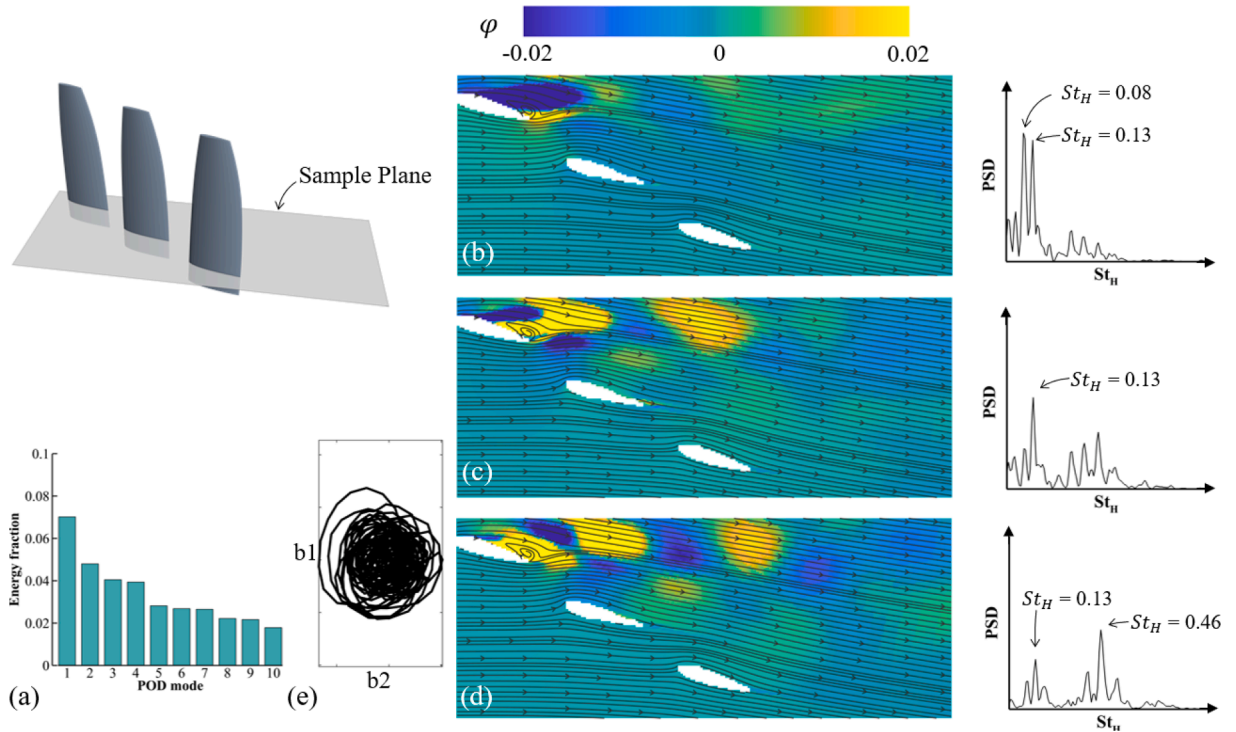 φ
-0.02 0 0.02
Sample Plane
(b)
PSD
St_H = 0.08
St_H = 0.13
St_H
(c)
PSD
St_H = 0.13
St_H
(d)
PSD
St_H = 0.13
St_H = 0.46
St_H
(a)
Energy fraction
0.1
0.08
0.06
0.04
0.02
0
1 2 3 4 5 6 7 8 9 10
POD mode
(e)
b1
b2